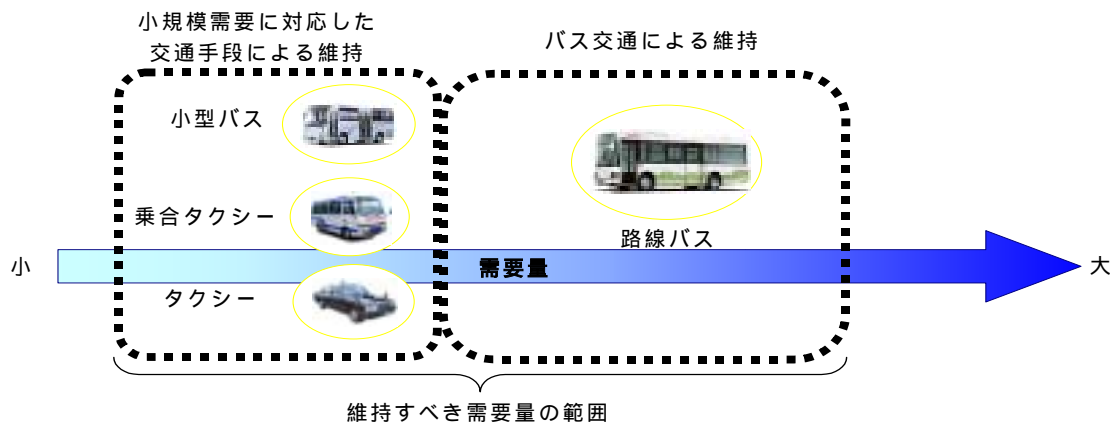 小規模需要に対応した
交通手段による維持
バス交通による維持
小型バス
乗合タクシー
路線バス
小
需要量
大
タクシー
維持すべき需要量の範囲